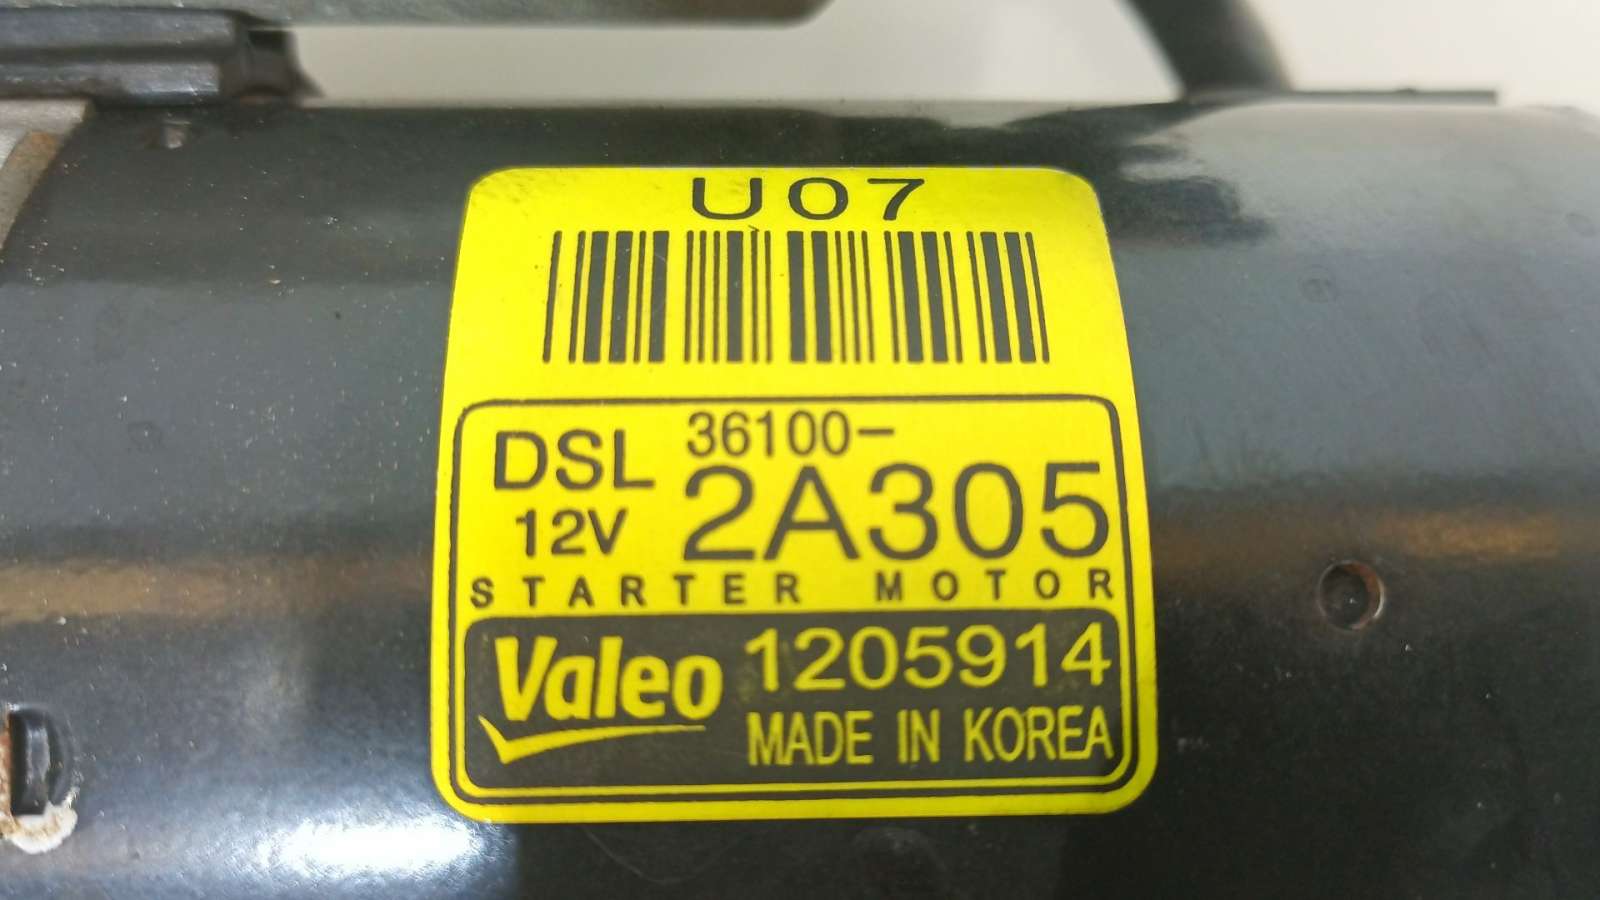 U07
DSL 36100-
12V 2A305
STARTER MOTOR
Valeo 1205914
MADE IN KOREA